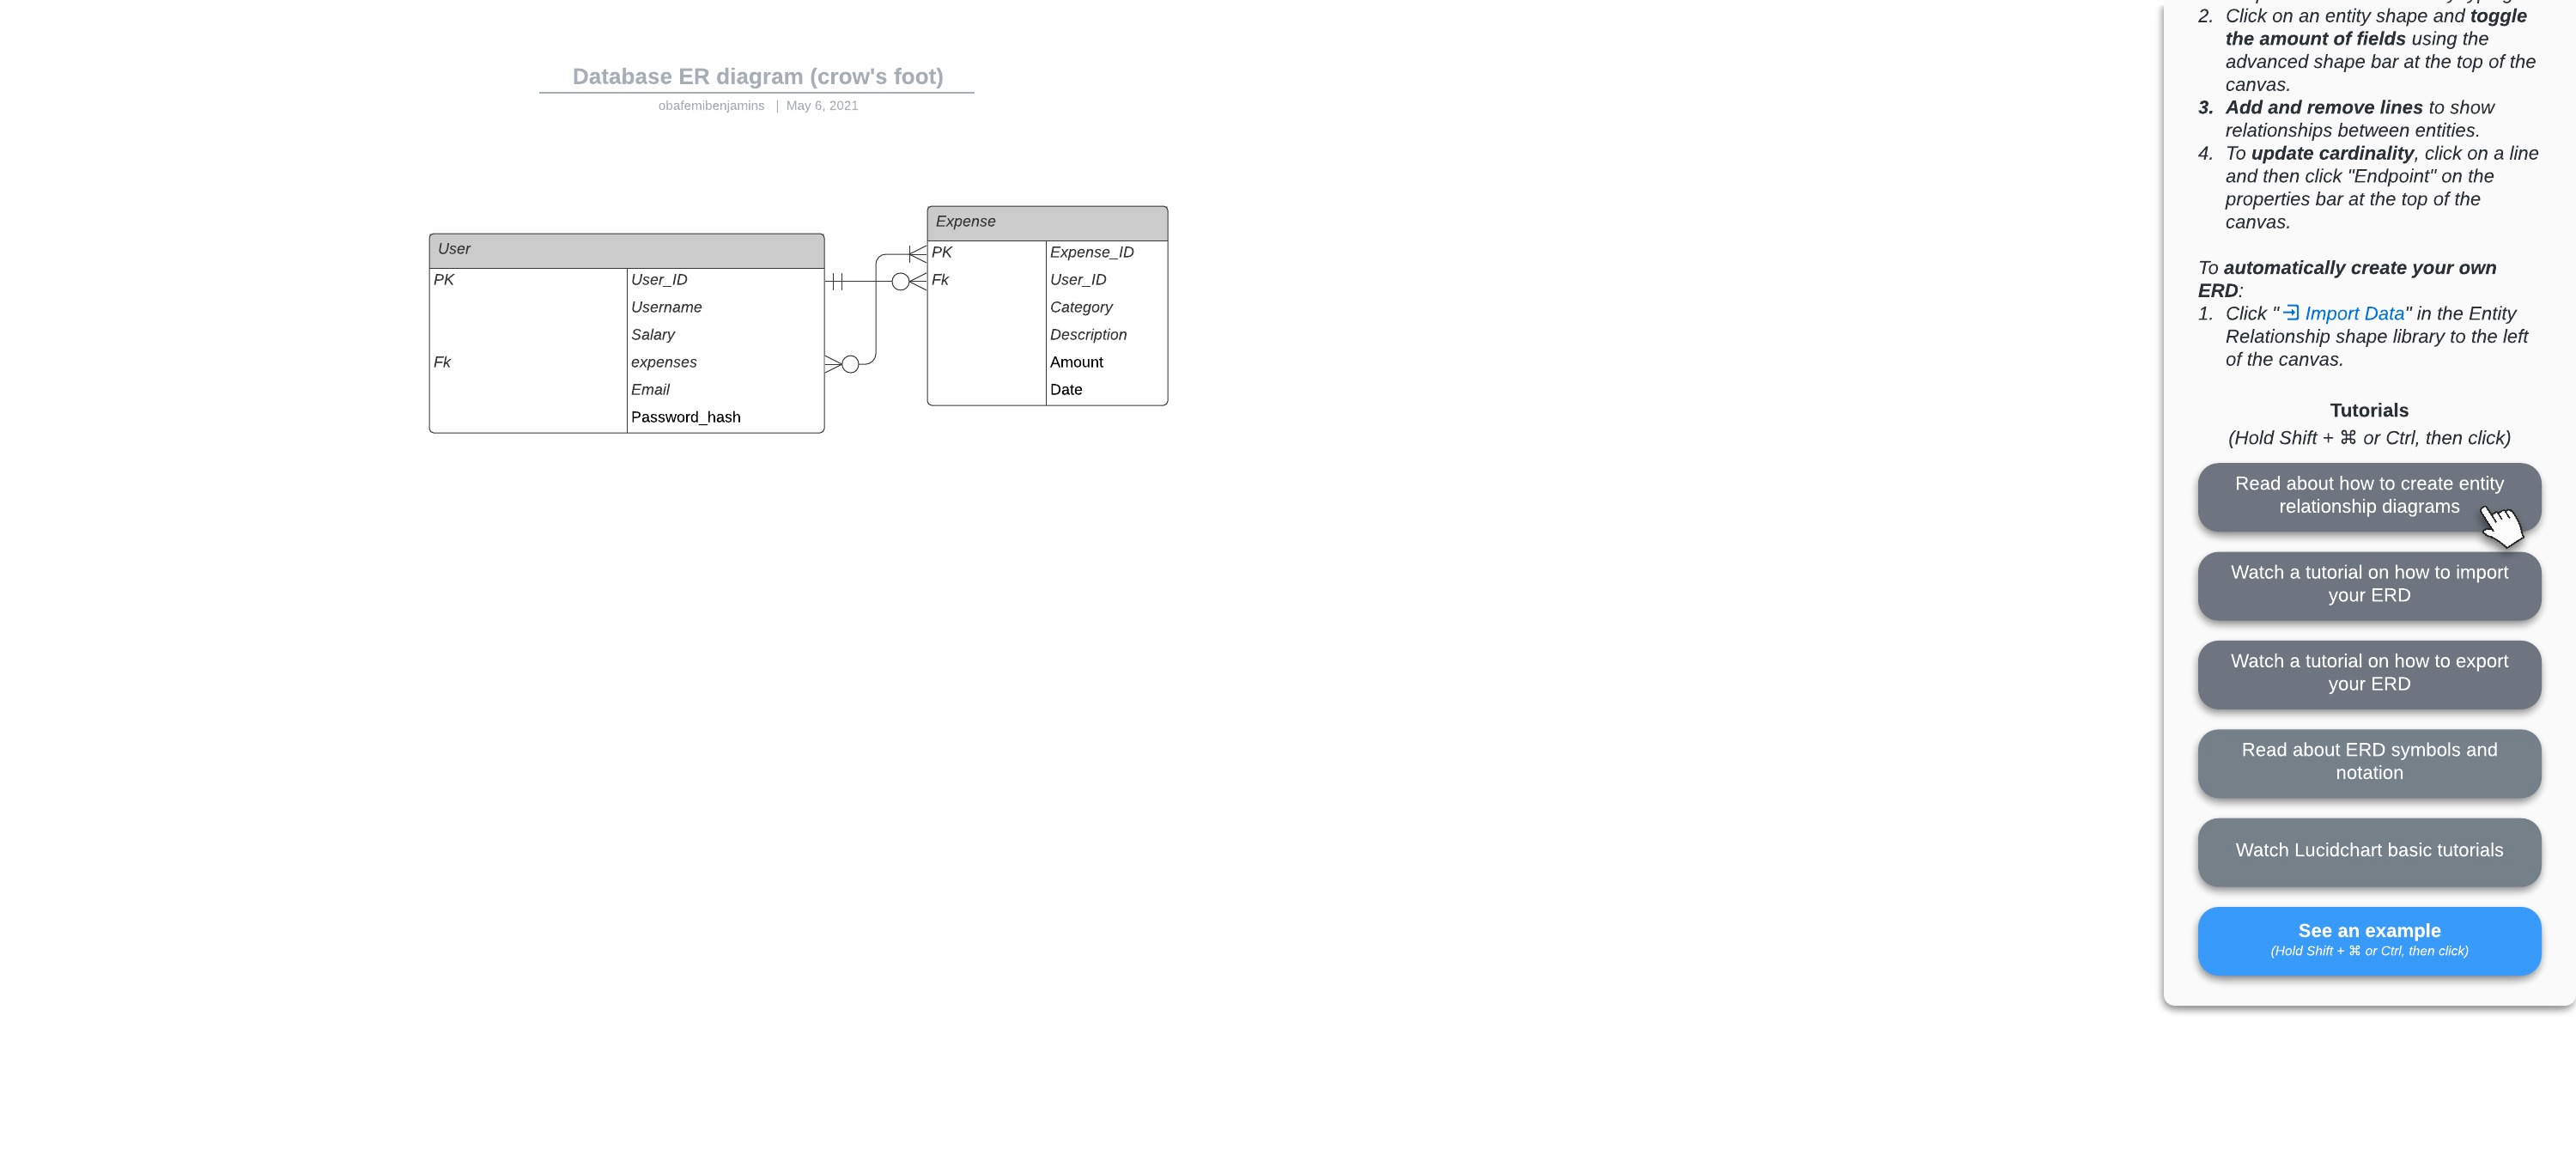 Database ER diagram (crow's foot)
obafemibenjamins | May 6, 2021
User
PK User_ID
Username
Salary
Fk expenses
Email
Password_hash
Expense
PK Expense_ID
Fk User_ID
Category
Description
Amount
Date
2. Click on an entity shape and toggle
the amount of fields using the
advanced shape bar at the top of the
canvas.
3. Add and remove lines to show
relationships between entities.
4. To update cardinality, click on a line
and then click "Endpoint" on the
properties bar at the top of the
canvas.
To automatically create your own
ERD:
1. Click " Import Data" in the Entity
Relationship shape library to the left
of the canvas.
Tutorials
(Hold Shift + ⌘ or Ctrl, then click)
Read about how to create entity
relationship diagrams
Watch a tutorial on how to import
your ERD
Watch a tutorial on how to export
your ERD
Read about ERD symbols and
notation
Watch Lucidchart basic tutorials
See an example
(Hold Shift + ⌘ or Ctrl, then click)